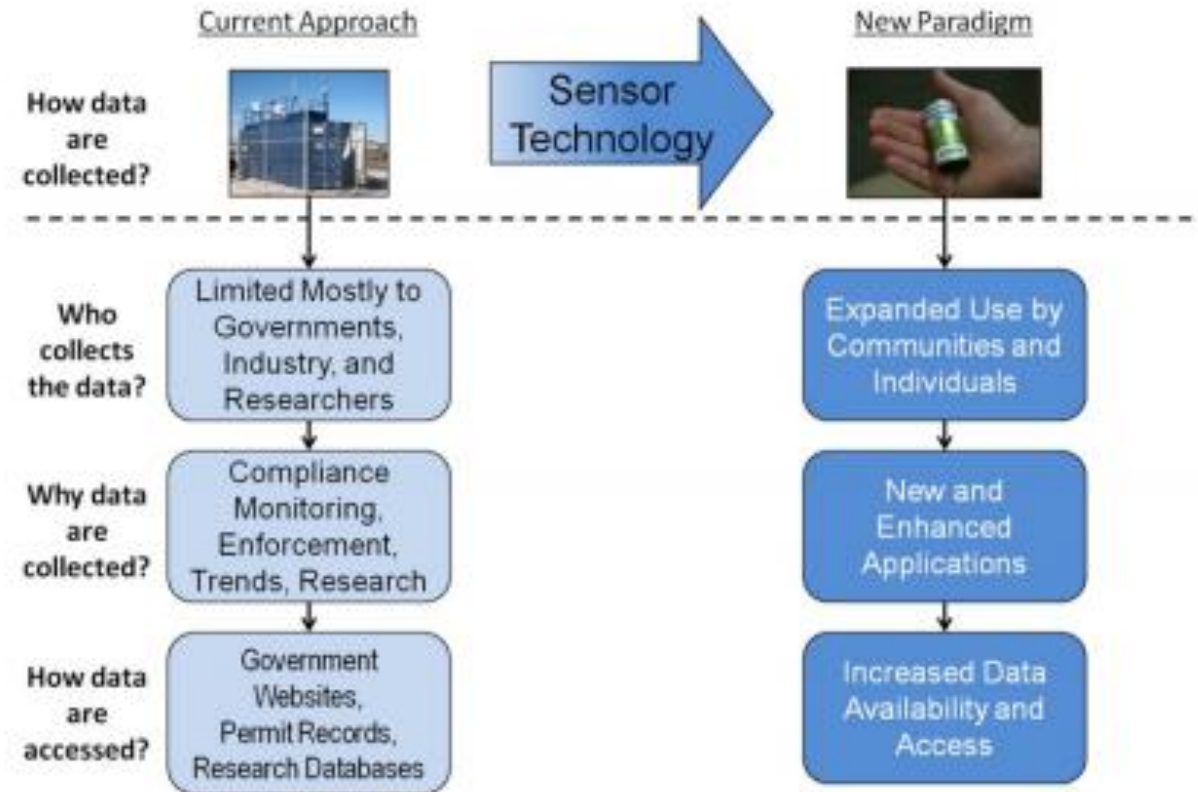 Current Approach
New Paradigm
How data
are
collected?
Sensor
Technology
Who
collects
the data?
Limited Mostly to
Governments,
Industry, and
Researchers
Expanded Use by
Communities and
Individuals
Why data
are
collected?
Compliance
Monitoring,
Enforcement,
Trends, Research
New and
Enhanced
Applications
How data
are
accessed?
Government
Websites,
Permit Records,
Research Databases
Increased Data
Availability and
Access